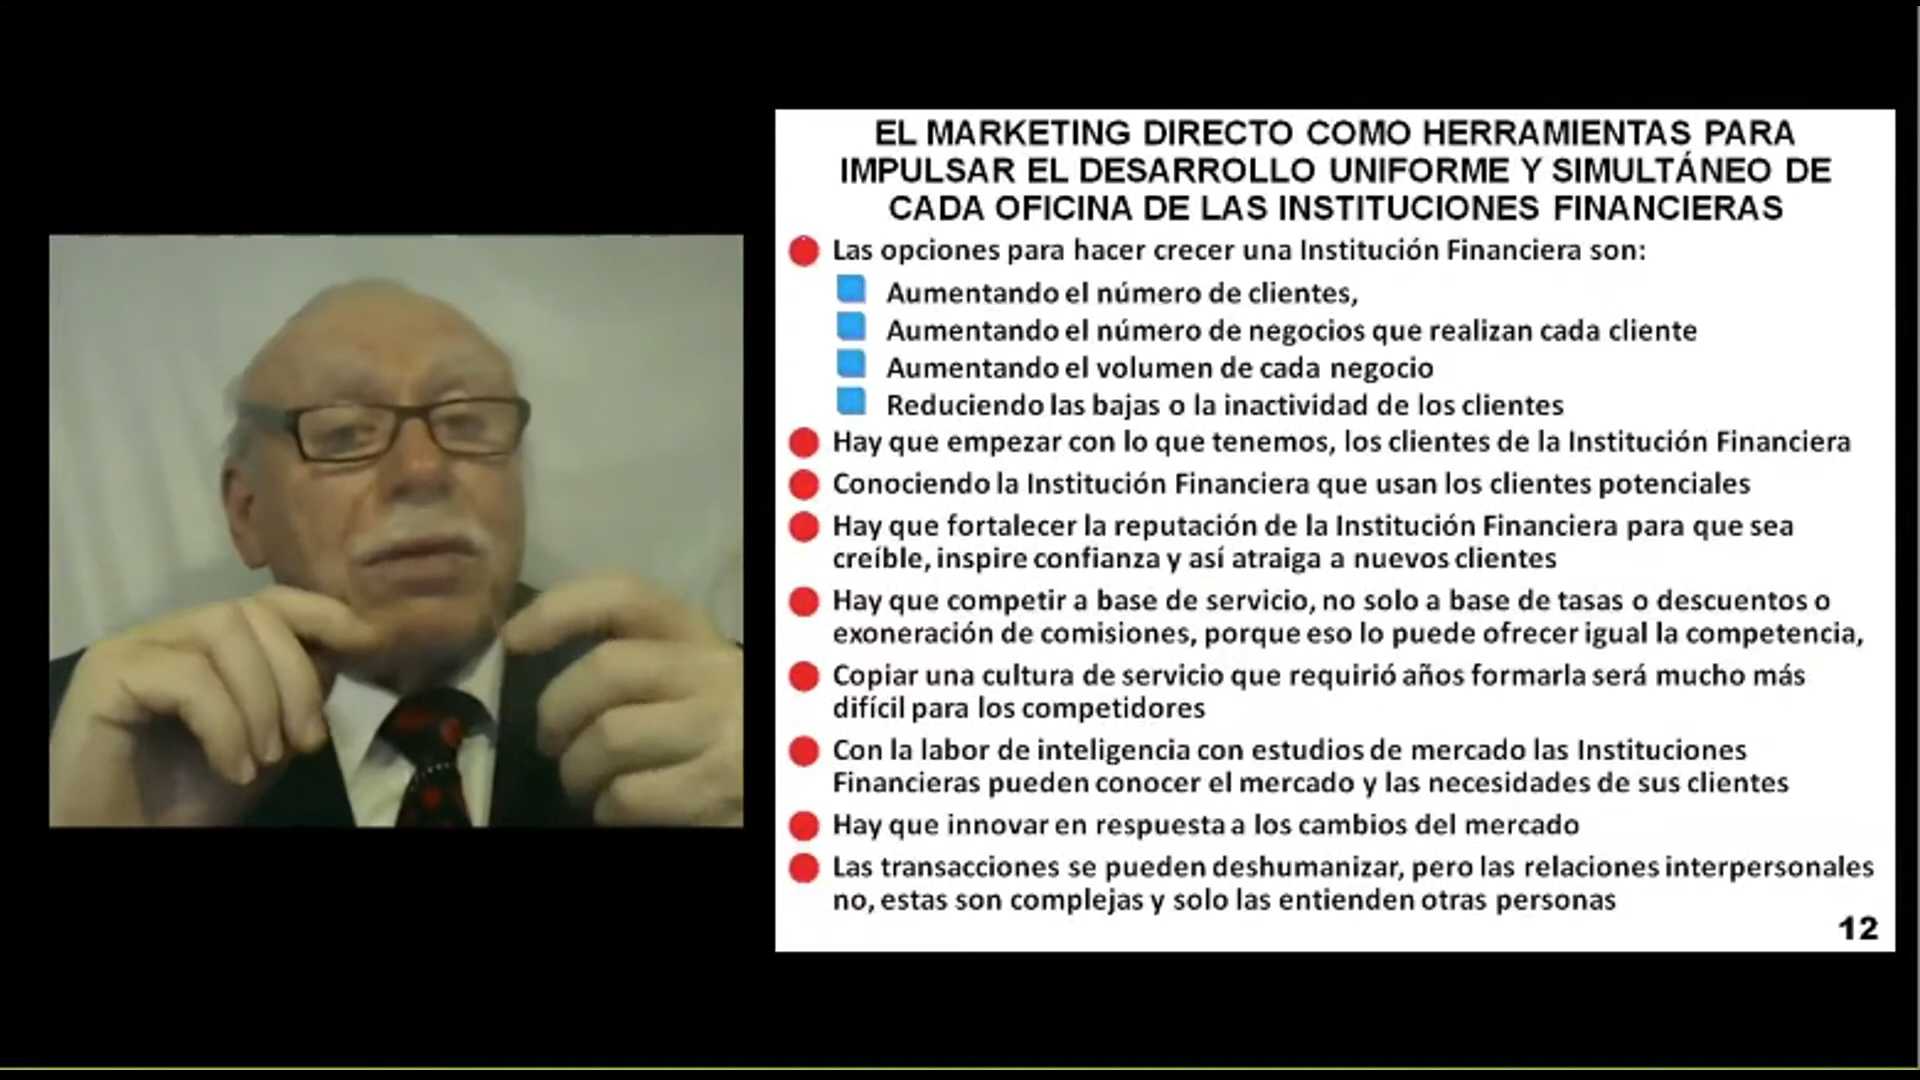 EL MARKETING DIRECTO COMO HERRAMIENTAS PARA
IMPULSAR EL DESARROLLO UNIFORME Y SIMULTÁNEO DE
CADA OFICINA DE LAS INSTITUCIONES FINANCIERAS
Las opciones para hacer crecer una Institución Financiera son:
Aumentando el número de clientes,
Aumentando el número de negocios que realizan cada cliente
Aumentando el volumen de cada negocio
Reduciendo las bajas o la inactividad de los clientes
Hay que empezar con lo que tenemos, los clientes de la Institución Financiera
Conociendo la Institución Financiera que usan los clientes potenciales
Hay que fortalecer la reputación de la Institución Financiera para que sea
creíble, inspire confianza y así atraiga a nuevos clientes
Hay que competir a base de servicio, no solo a base de tasas o descuentos o
exoneración de comisiones, porque eso lo puede ofrecer igual la competencia,
Copiar una cultura de servicio que requirió años formarla será mucho más
difícil para los competidores
Con la labor de inteligencia con estudios de mercado las Instituciones
Financieras pueden conocer el mercado y las necesidades de sus clientes
Hay que innovar en respuesta a los cambios del mercado
Las transacciones se pueden deshumanizar, pero las relaciones interpersonales
no, estas son complejas y solo las entienden otras personas
12